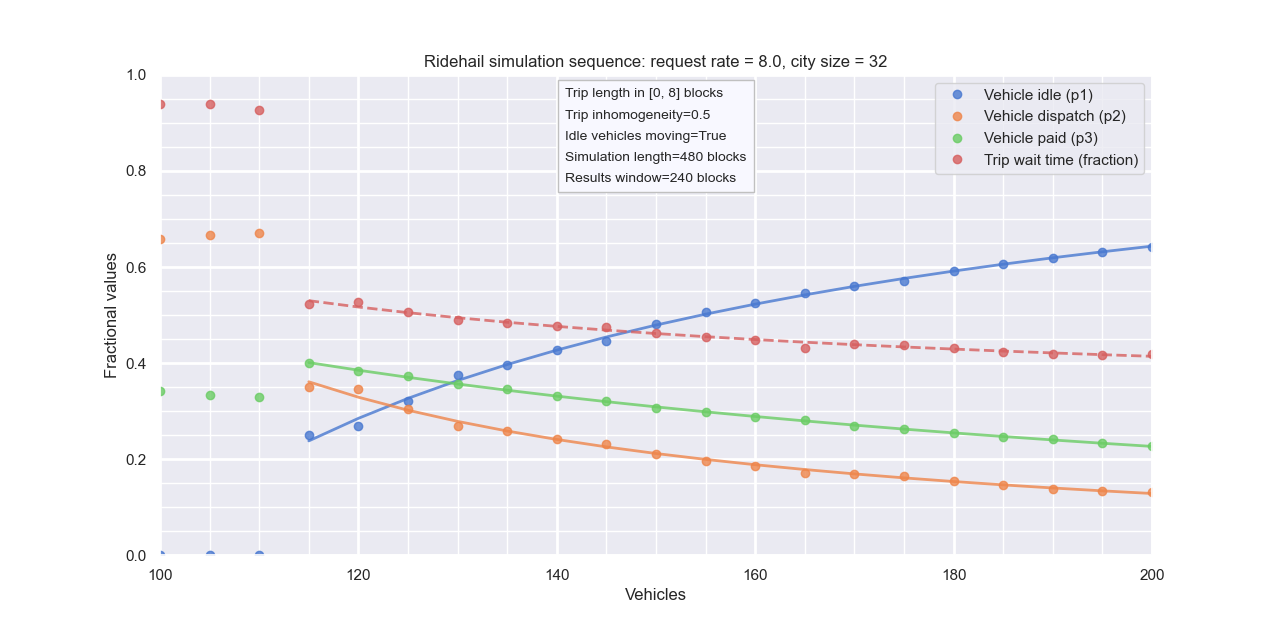 Ridehail simulation sequence: request rate = 8.0, city size = 32
Trip length in [0, 8] blocks
Trip inhomogeneity=0.5
Idle vehicles moving=True
Simulation length=480 blocks
Results window=240 blocks
Vehicle idle (p1)
Vehicle dispatch (p2)
Vehicle paid (p3)
Trip wait time (fraction)
Fractional values
1.0
0.8
0.6
0.4
0.2
0.0
100 120 140 160 180 200
Vehicles